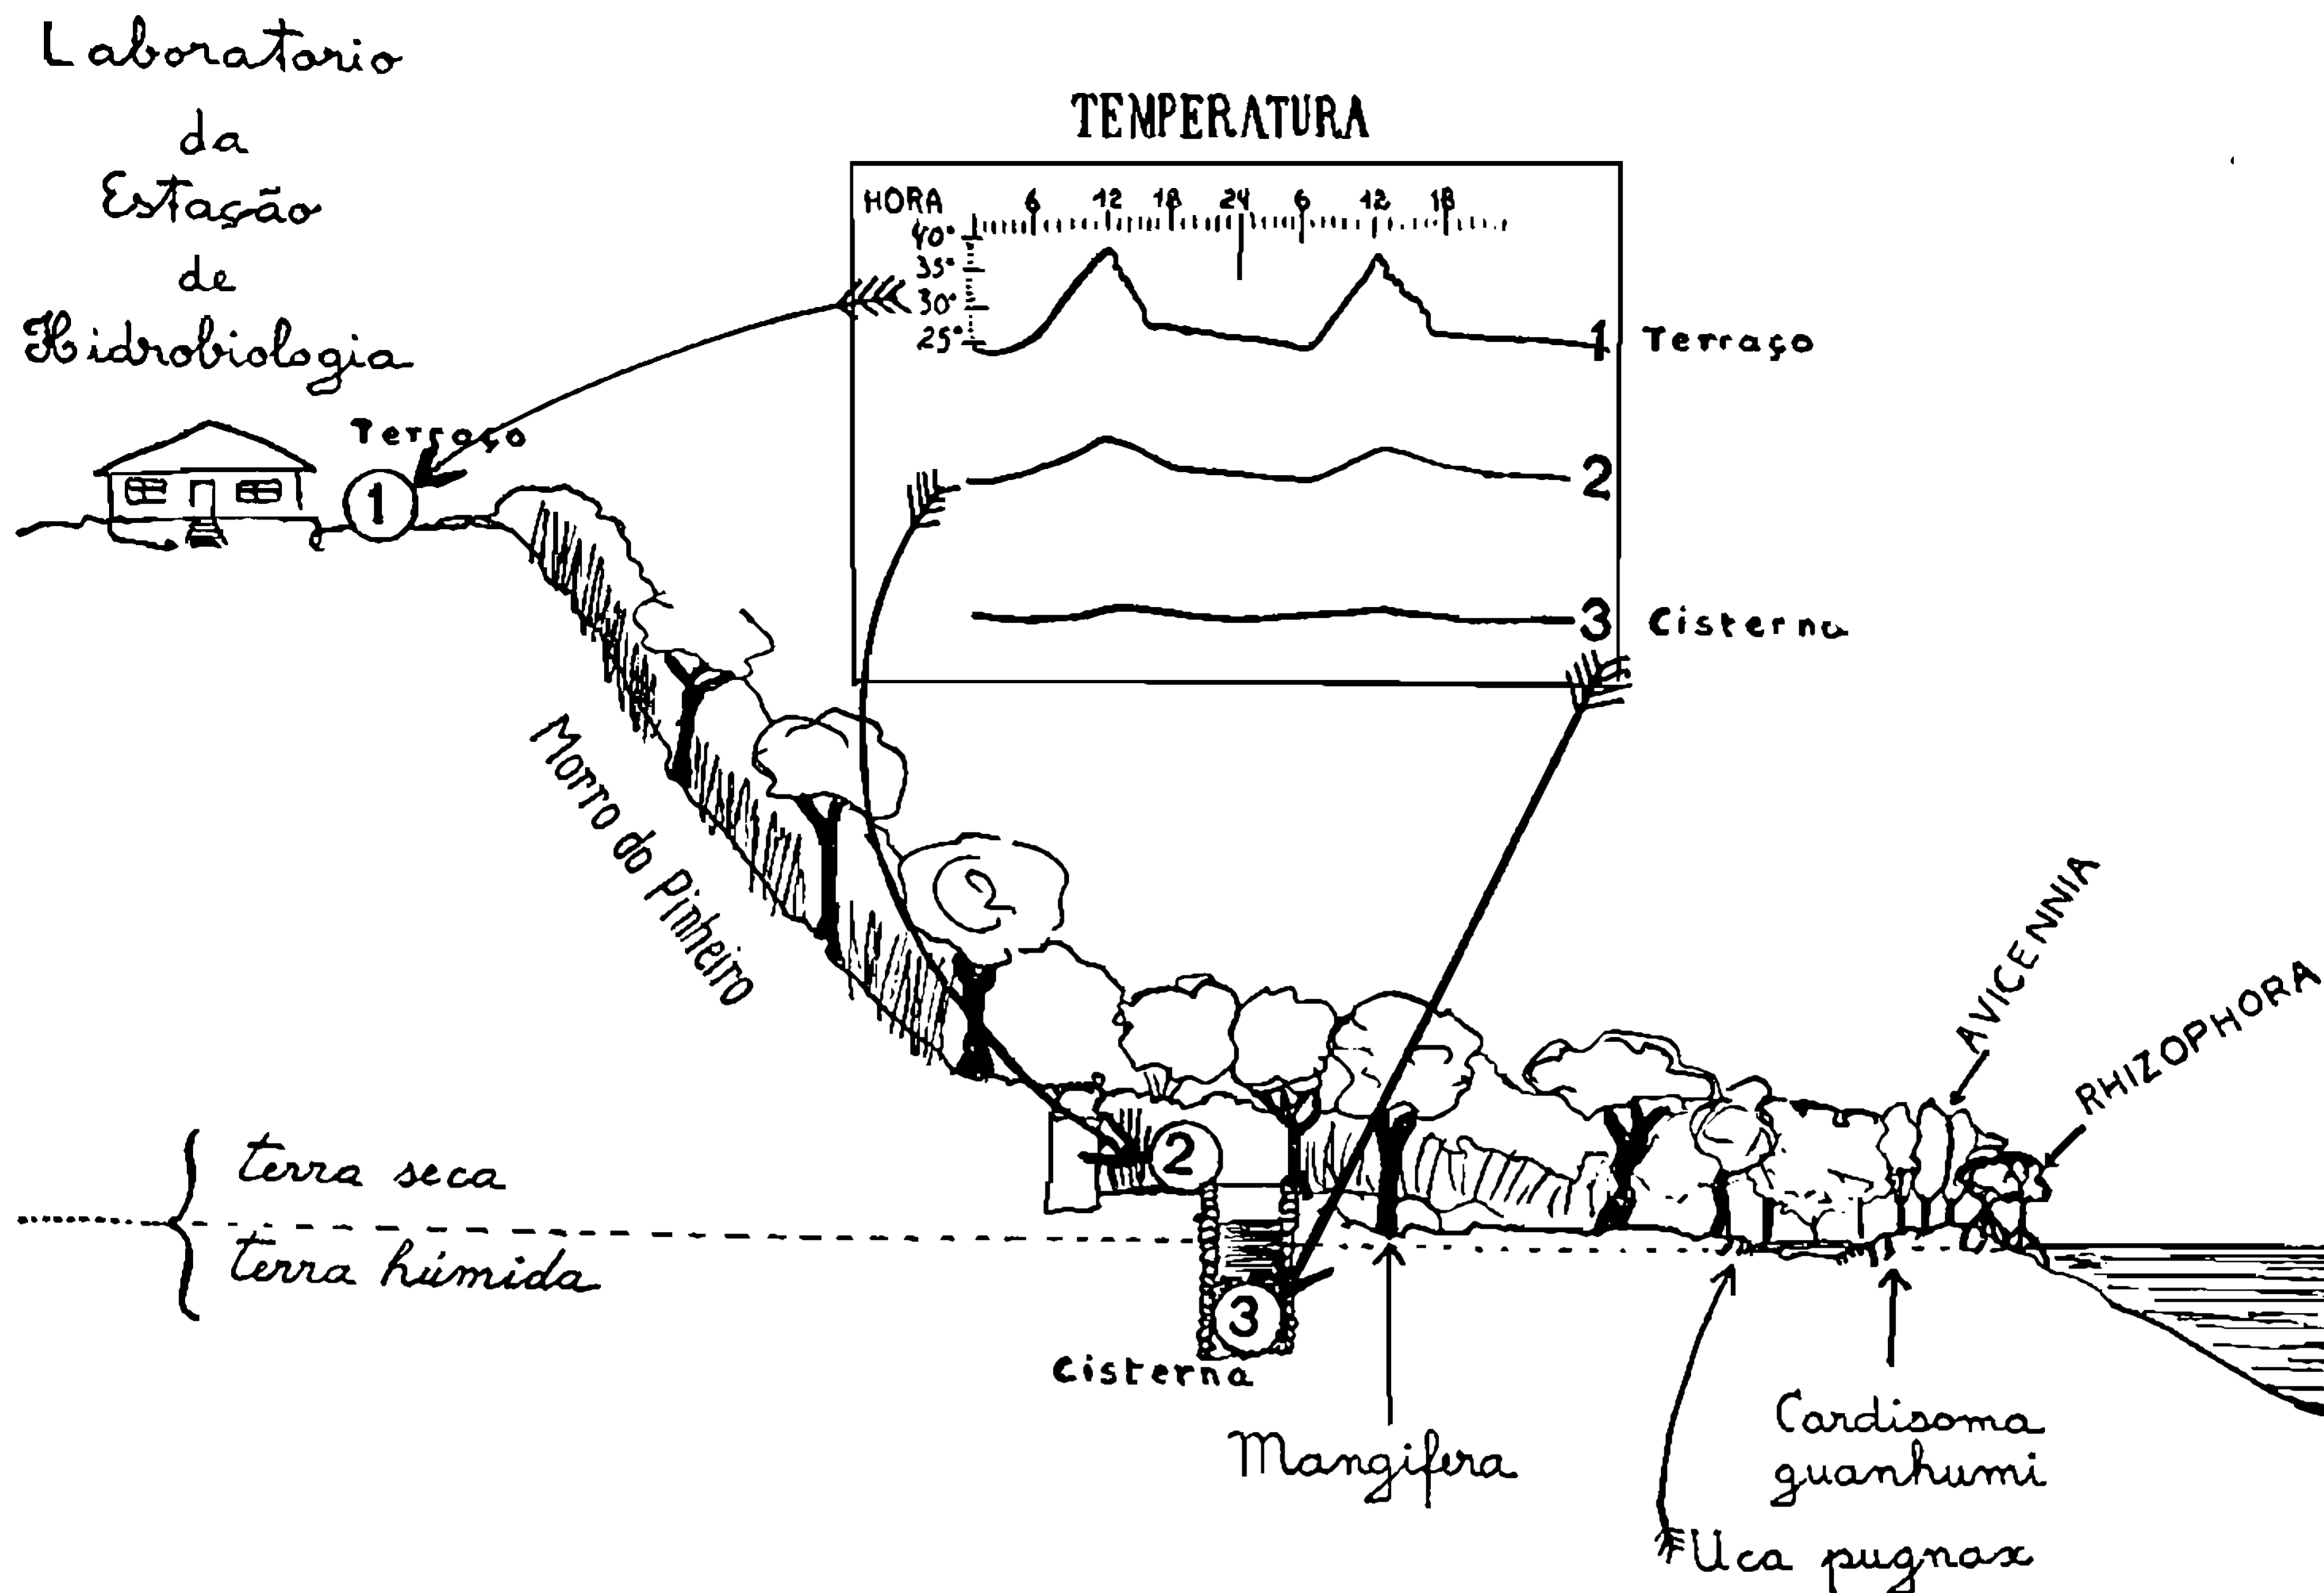 Laboratorio
da
Estação
de
Hidrobiologia
TEMPERATURA
HORA 6 12 18 24 6 12 18
40°
35°
30°
25°
1 Terraço
2
3 Cisterna
Terraço
1
Morro do Pinheiro
AVICENNIA
RHIZOPHORA
terra seca
terra húmida
2
3
Cisterna
Mangifera
Cardisoma
guanhumi
Uca pugnax